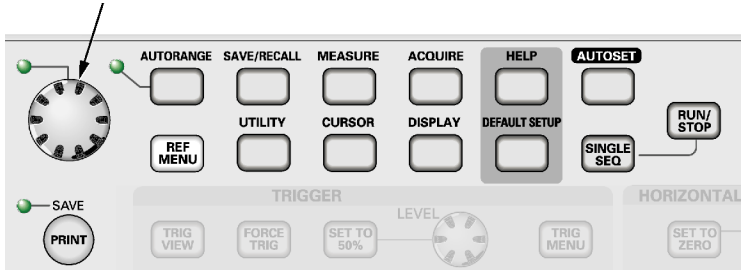 AUTORANGE SAVE/RECALL MEASURE ACQUIRE HELP AUTOSET
UTILITY CURSOR DISPLAY DEFAULT SETUP
REF
MENU
SINGLE
SEQ
RUN/
STOP
SAVE
PRINT
TRIGGER
TRIG
VIEW
FORCE
TRIG
SET TO
50%
LEVEL
TRIG
MENU
HORIZONTAL
SET TO
ZERO